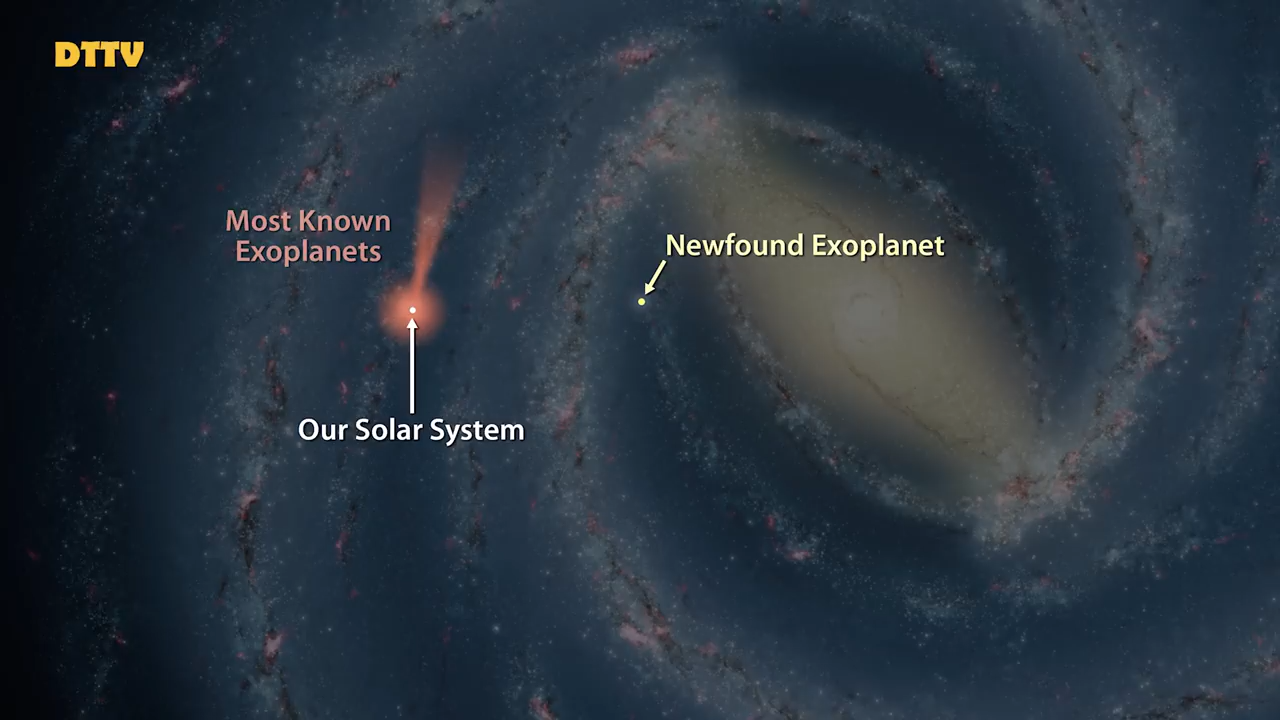 DTTV
Most Known
Exoplanets
Newfound Exoplanet
Our Solar System